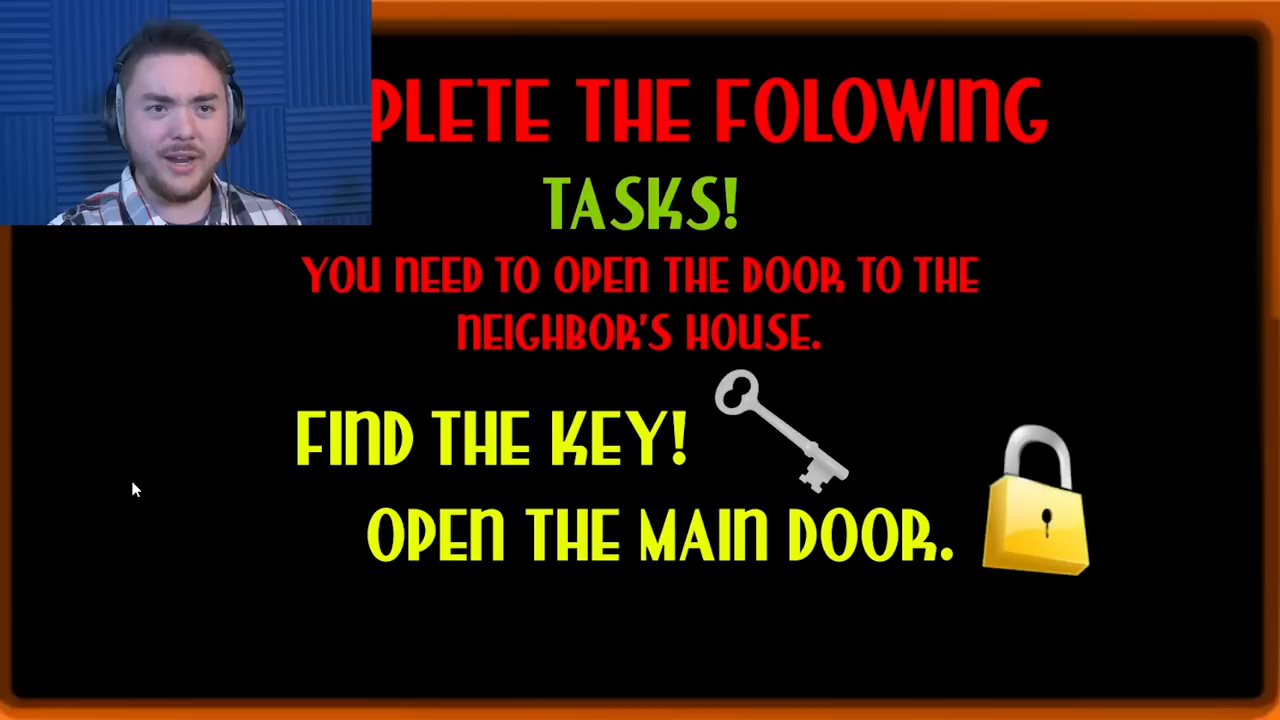 PLETE THE FOLOWING
TASKS!
YOU NEED TO OPEN THE DOOR TO THE
NEIGHBOR'S HOUSE.
FIND THE KEY!
OPEN THE MAIN DOOR.